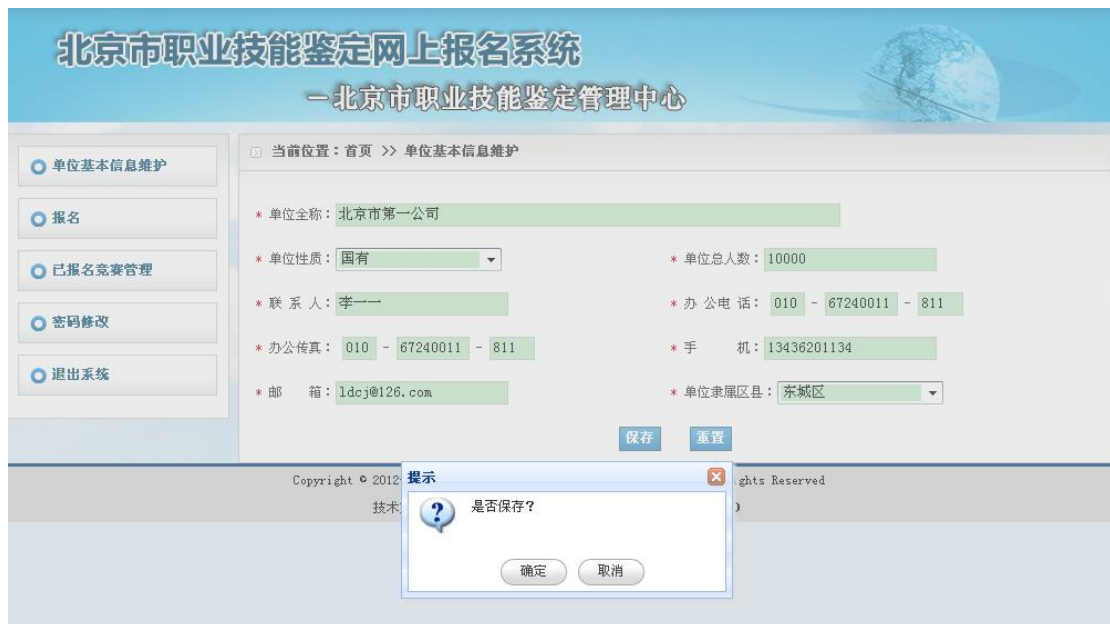 北京市职业技能鉴定网上报名系统
－北京市职业技能鉴定管理中心
单位基本信息维护
报名
已报名竞赛管理
密码修改
退出系统
当前位置：首页 >> 单位基本信息维护
* 单位全称：北京市第一公司
* 单位性质：国有 * 单位总人数：10000
* 联 系 人：李一一 * 办 公 电 话： 010 - 67240011 - 811
* 办公传真： 010 - 67240011 - 811 * 手 机：13436201134
* 邮 箱：ldcj@126.com * 单位隶属区县：东城区
保存 重置
Copyright © 2012 ghts Reserved
技术
提示
是否保存？
确定 取消